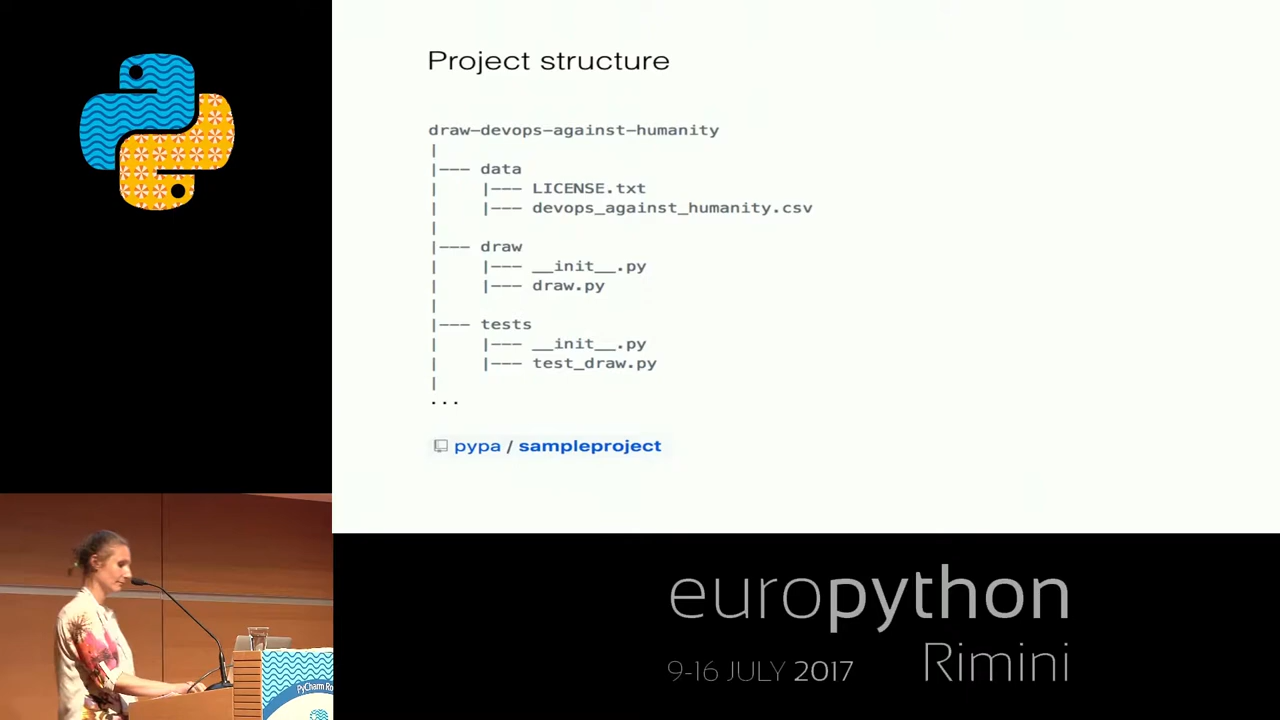 Project structure
draw-devops-against-humanity
|
|--- data
|     |--- LICENSE.txt
|     |--- devops_against_humanity.csv
|
|--- draw
|     |--- __init__.py
|     |--- draw.py
|
|--- tests
|     |--- __init__.py
|     |--- test_draw.py
|
...
pypa / sampleproject
europython
Rimini
9-16 JULY 2017
PyCharm